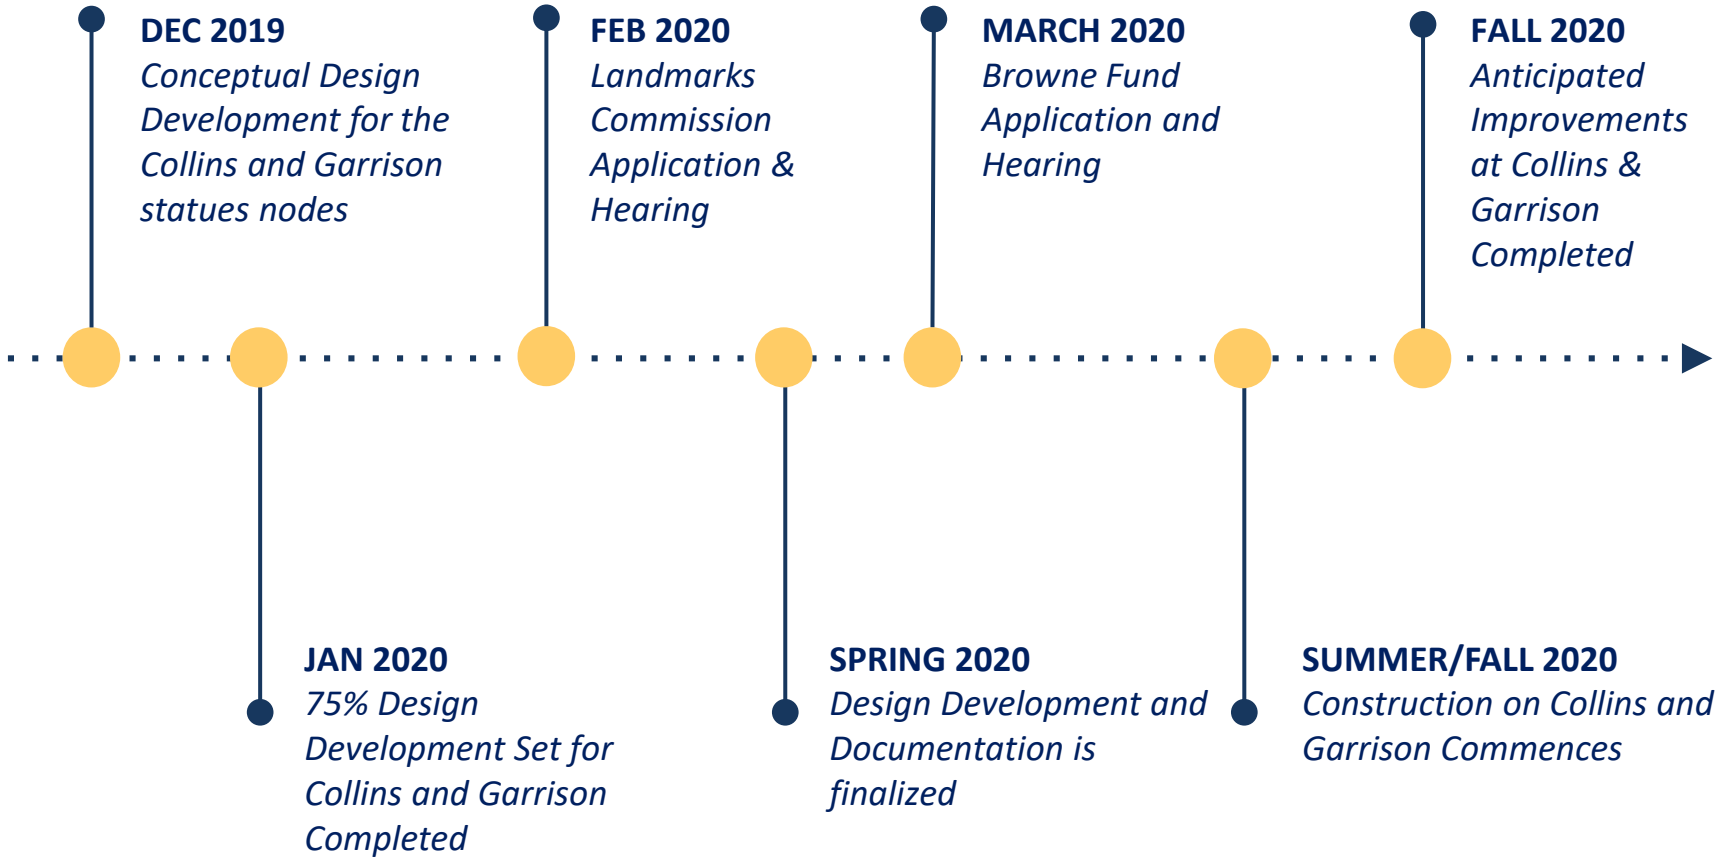 DEC 2019
Conceptual Design
Development for the
Collins and Garrison
statues nodes
FEB 2020
Landmarks
Commission
Application &
Hearing
MARCH 2020
Browne Fund
Application and
Hearing
FALL 2020
Anticipated
Improvements
at Collins &
Garrison
Completed
JAN 2020
75% Design
Development Set for
Collins and Garrison
Completed
SPRING 2020
Design Development and
Documentation is
finalized
SUMMER/FALL 2020
Construction on Collins and
Garrison Commences